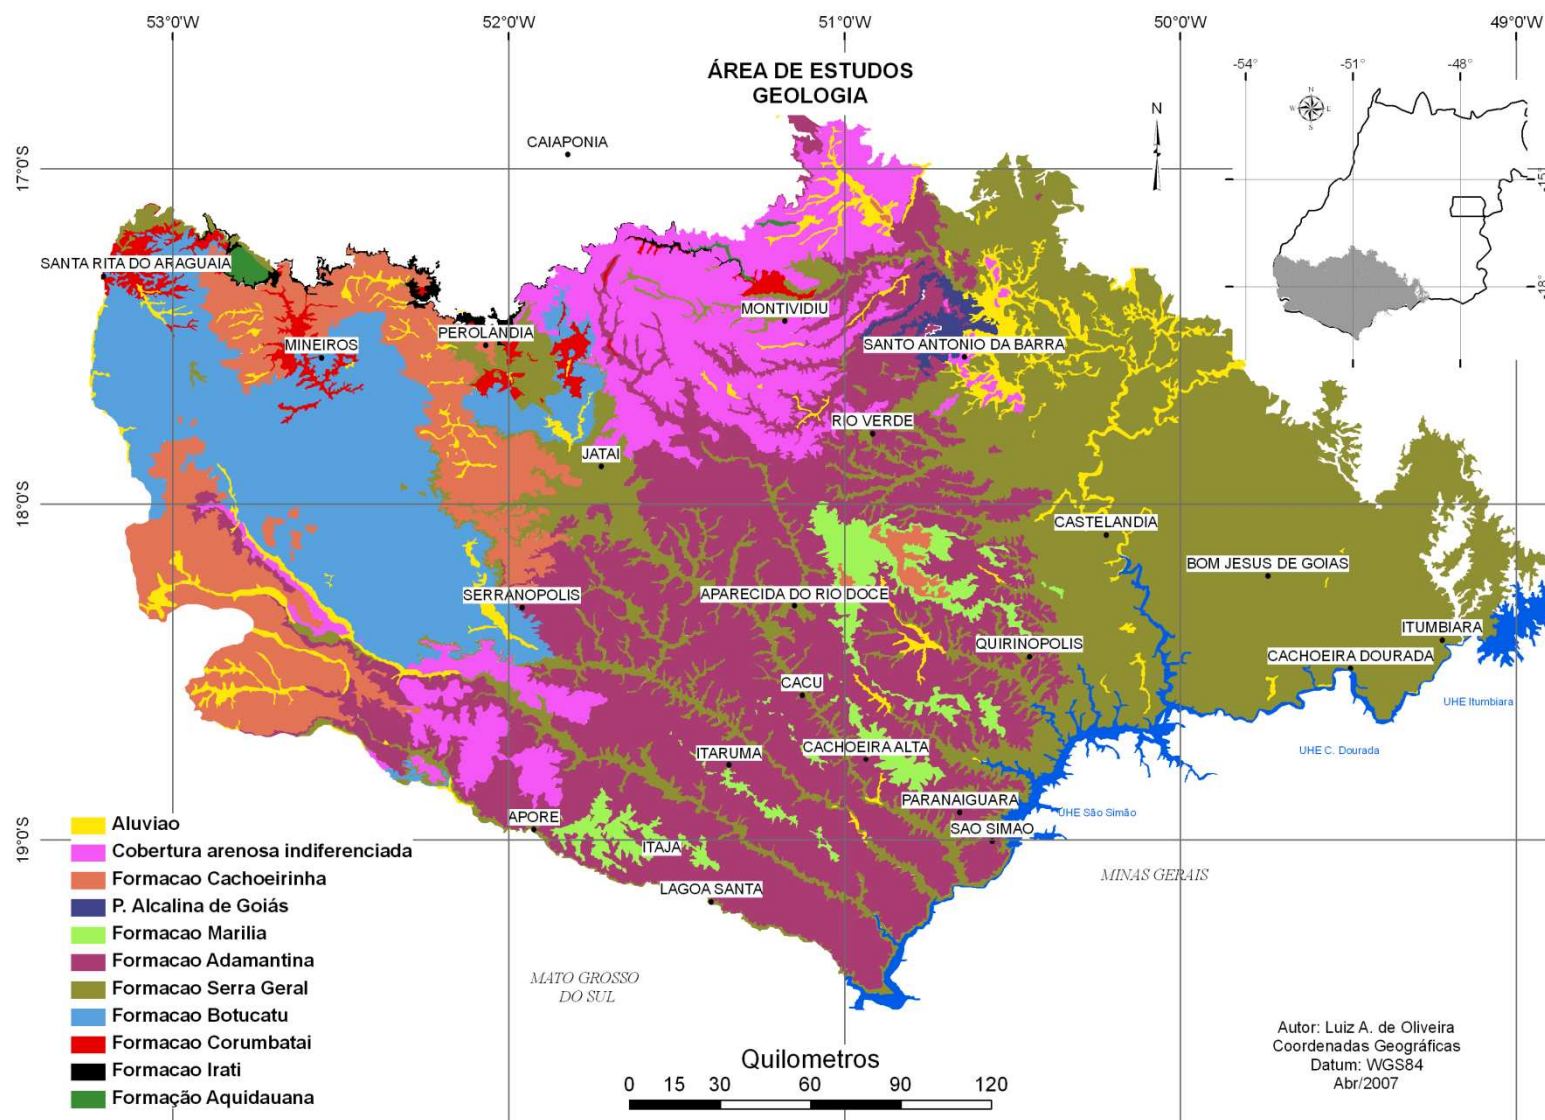 53°0'W
52°0'W
51°0'W
50°0'W
49°0'W
ÁREA DE ESTUDOS
GEOLOGIA
-54°
-51°
-48°
N
W
E
S
N
CAIAPONIA
17°0'S
-18°
SANTA RITA DO ARAGUAIA
MONTIVIDIU
PEROLANDIA
MINEIROS
SANTO ANTONIO DA BARRA
RIO VERDE
JATAI
18°0'S
CASTELANDIA
BOM JESUS DE GOIAS
SERRANOPOLIS
APARECIDA DO RIO DOCE
ITUMBIARA
QUIRINOPOLIS
CACHOEIRA DOURADA
CACU
UHE Itumbiara
CACHOEIRA ALTA
UHE C. Dourada
ITARUMA
PARANAIGUARA
UHE São Simão
APORE
SAO SIMAO
19°0'S
ITAJA
MINAS GERAIS
LAGOA SANTA
MATO GROSSO
DO SUL
Aluviao
Cobertura arenosa indiferenciada
Formacao Cachoeirinha
P. Alcalina de Goiás
Formacao Marilia
Formacao Adamantina
Formacao Serra Geral
Formacao Botucatu
Formacao Corumbatai
Formacao Irati
Formação Aquidauana
Quilometros
0 15 30 60 90 120
Autor: Luiz A. de Oliveira
Coordenadas Geográficas
Datum: WGS84
Abr/2007